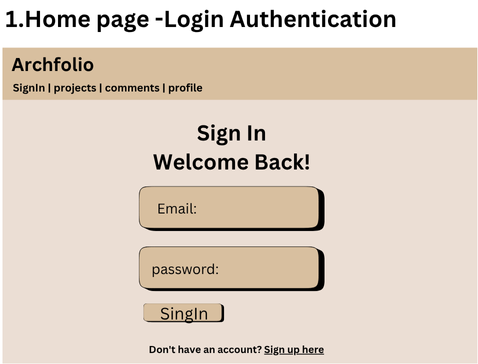 1.Home page -Login Authentication
Archfolio
SignIn | projects | comments | profile
Sign In
Welcome Back!
Email:
password:
SingIn
Don't have an account? Sign up here